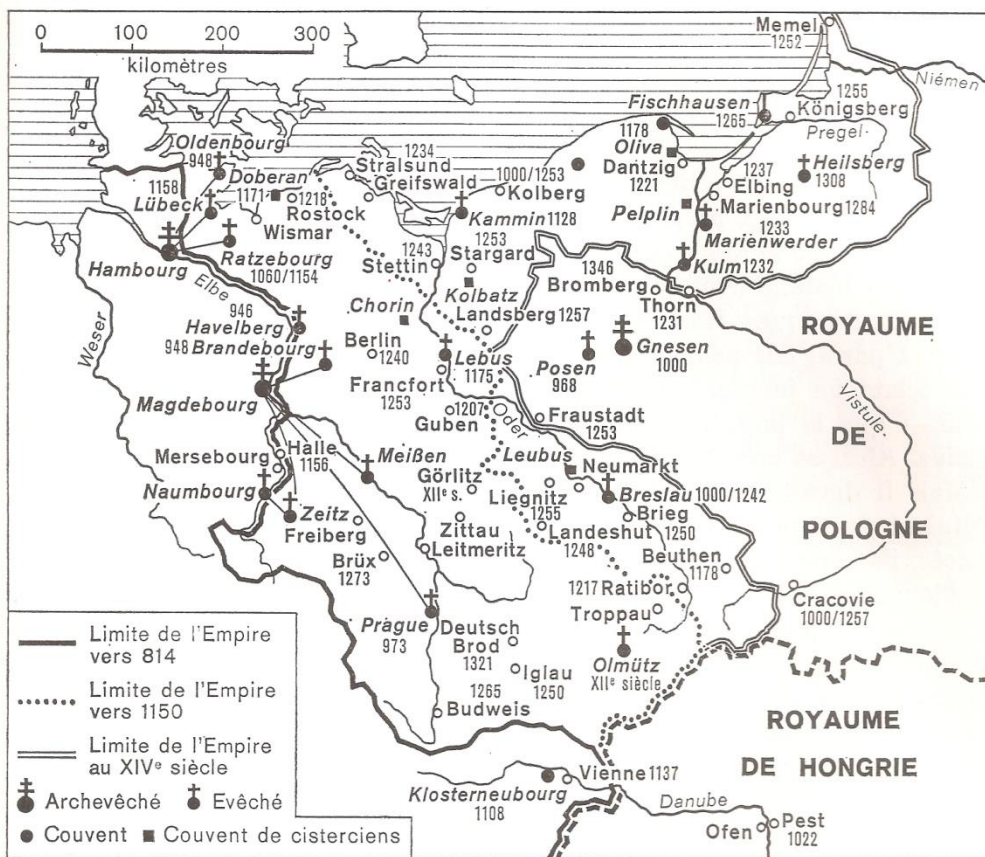 0 100 200 300
kilomètres
Memel
1252
Niémen
Fischhausen
1265
1255
Königsberg
Pregel
1178
Oliva
Dantzig
1221
1237
Elbing
Heilsberg
1308
Marienbourg
1284
Pelplin
1233
Marienwerder
Kulm 1232
Oldenbourg
948
Doberan
1171
1158
Lübeck
1218
Rostock
Wismar
1234
Stralsund
Greifswald
1000/1253
Kolberg
Kammin 1128
Hambourg
Ratzebourg
1060/1154
1243
Stettin
1253
Stargard
Kolbatz
1346
Bromberg
Thorn
1231
ROYAUME
DE
POLOGNE
Elbe
Weser
946
Havelberg
948 Brandebourg
Chorin
Berlin
1240
Landsberg 1257
Lebus
1175
Francfort
1253
Posen
968
Gnesen
1000
Vistule
Magdebourg
1207
Guben
Oder
Fraustadt
1253
Mersebourg
Halle
1156
Meißen
Leubus
Neumarkt
Görlitz
XIIe s.
Liegnitz
1255
Breslau 1000/1242
Naumbourg
Zeitz
Freiberg
Zittau
Leitmeritz
Landeshut
1248
Brieg
1250
Brüx
1273
Beuthen
1178
1217 Ratibor
Troppau
Cracovie
1000/1257
Prague
973
Deutsch
Brod
1321
Olmütz
XIIe siècle
Iglau
1250
1265
Budweis
ROYAUME
DE HONGRIE
Vienne 1137
Klosterneubourg
1108
Danube
Ofen
Pest
1022
Limite de l'Empire
vers 814
Limite de l'Empire
vers 1150
Limite de l'Empire
au XIVe siècle
Archevêché
Evêché
Couvent
Couvent de cisterciens